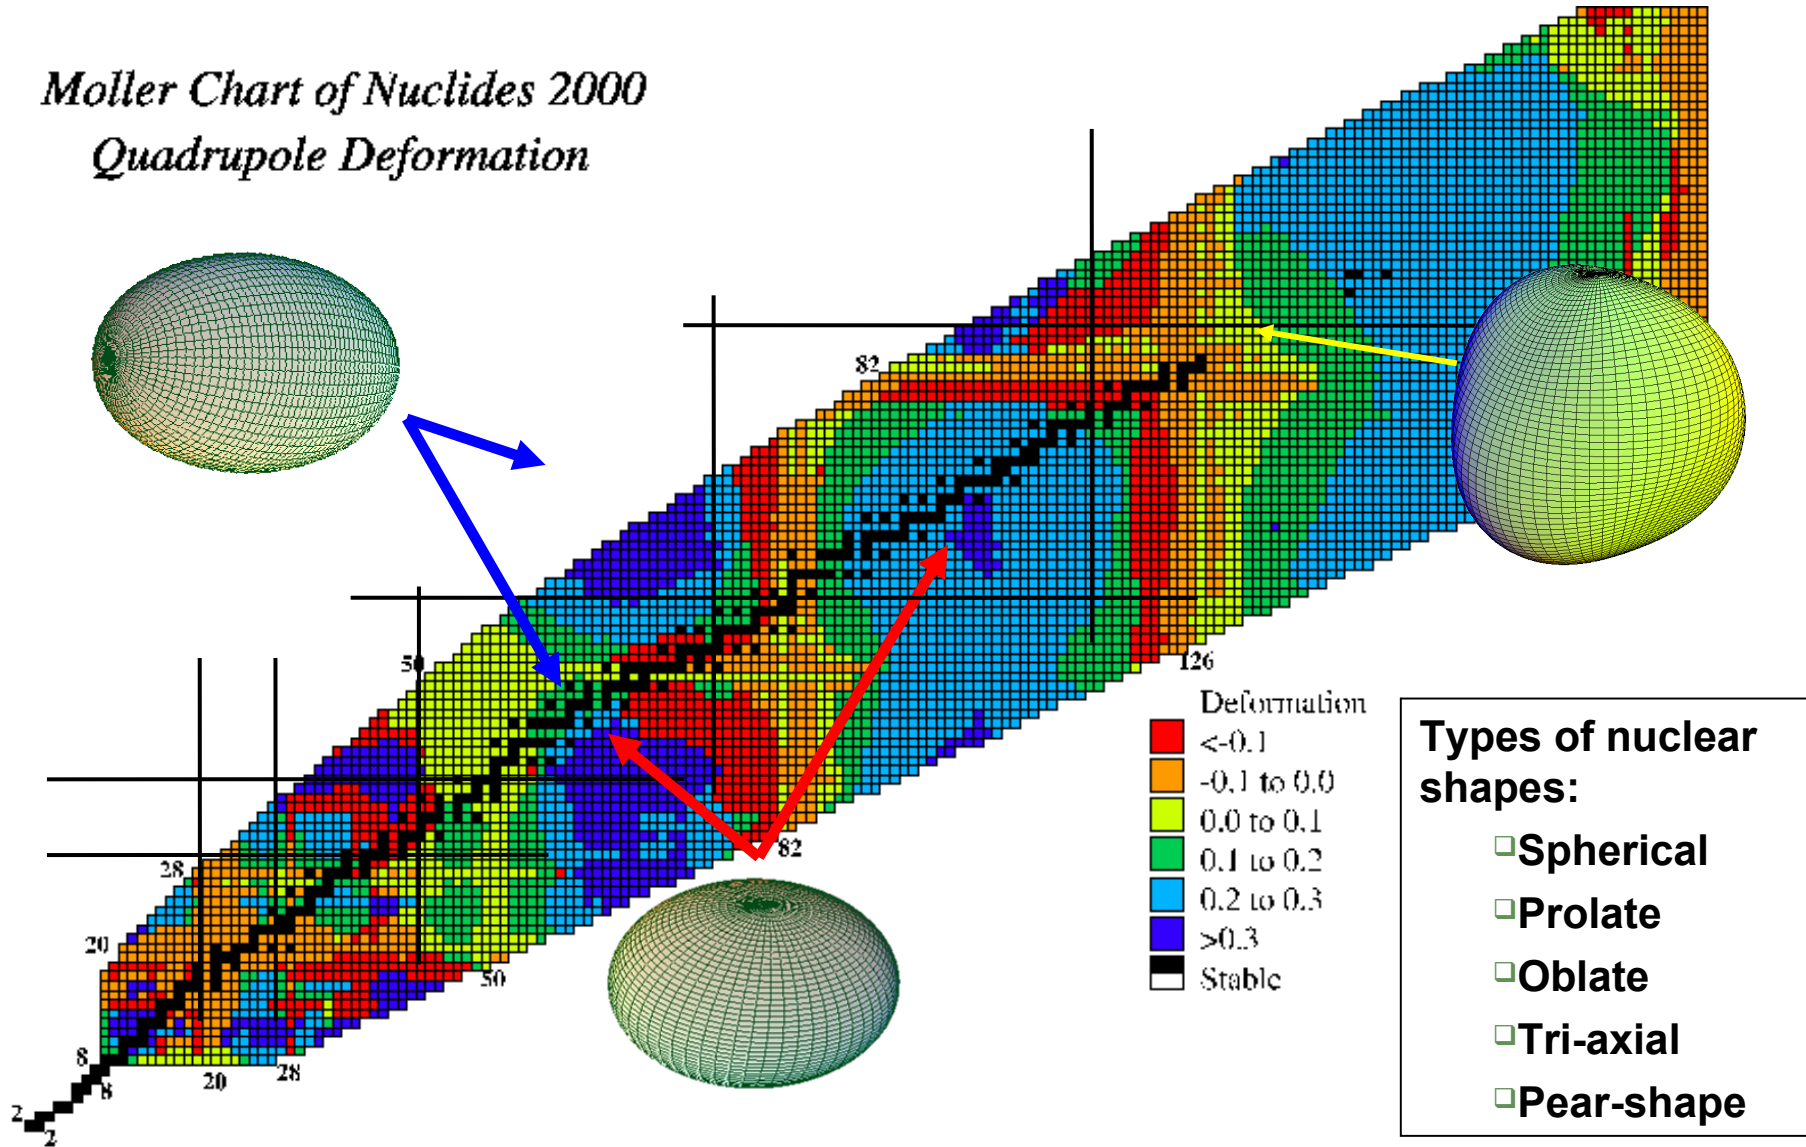 Moller Chart of Nuclides 2000
Quadrupole Deformation
82
50
28
20
8
2
2
8
20
28
50
82
126
Deformation
<-0.1
-0.1 to 0.0
0.0 to 0.1
0.1 to 0.2
0.2 to 0.3
>0.3
Stable
Types of nuclear
shapes:
Spherical
Prolate
Oblate
Tri-axial
Pear-shape